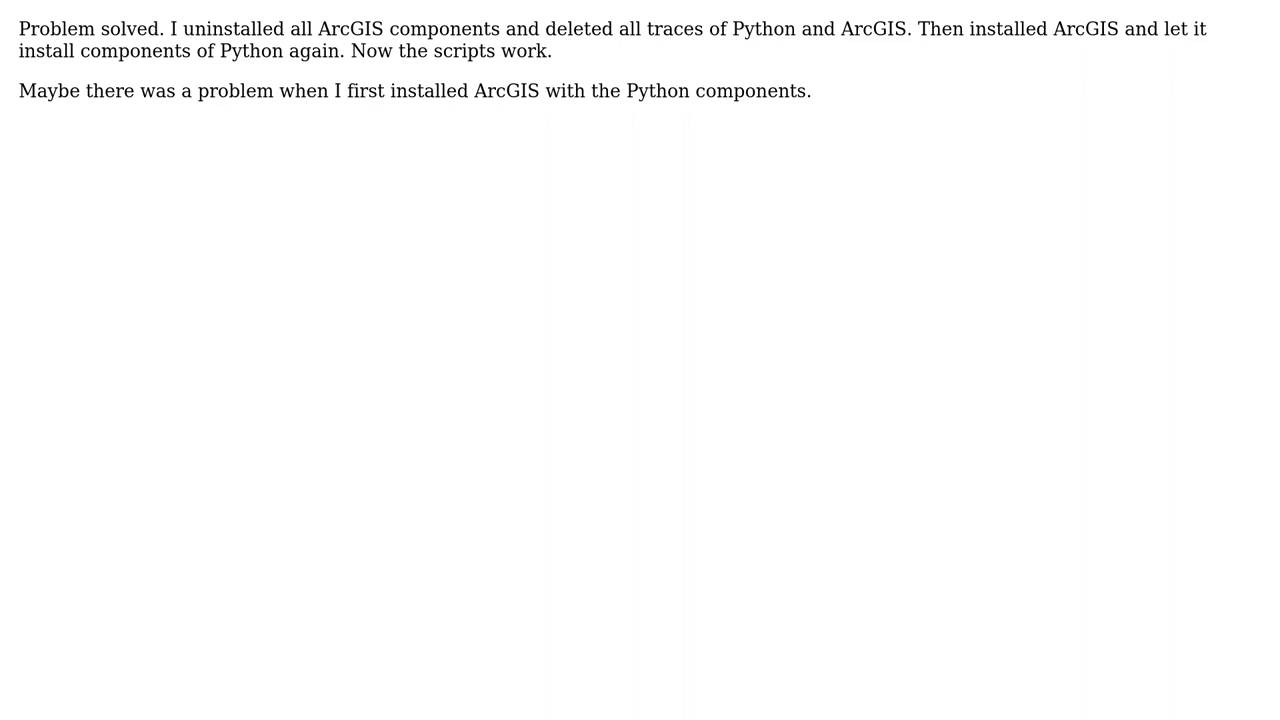 Problem solved. I uninstalled all ArcGIS components and deleted all traces of Python and ArcGIS. Then installed ArcGIS and let it
install components of Python again. Now the scripts work.
Maybe there was a problem when I first installed ArcGIS with the Python components.